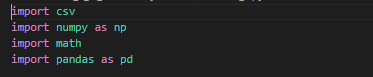 import csv
import numpy as np
import math
import pandas as pd